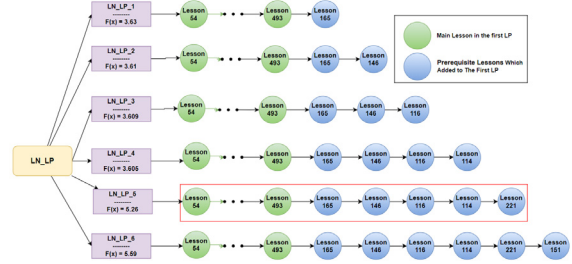 LN_LP_1
--------
F(x) = 3.63
Lesson 54
Lesson 493
Lesson 165
LN_LP_2
--------
F(x) = 3.61
Lesson 54
Lesson 493
Lesson 165
Lesson 146
LN_LP_3
--------
F(x) = 3.609
Lesson 54
Lesson 493
Lesson 165
Lesson 146
Lesson 116
LN_LP
LN_LP_4
--------
F(x) = 3.605
Lesson 54
Lesson 493
Lesson 165
Lesson 146
Lesson 116
Lesson 114
LN_LP_5
--------
F(x) = 5.26
Lesson 54
Lesson 493
Lesson 165
Lesson 146
Lesson 116
Lesson 114
Lesson 221
LN_LP_6
--------
F(x) = 5.59
Lesson 54
Lesson 493
Lesson 165
Lesson 146
Lesson 116
Lesson 114
Lesson 221
Lesson 151
Main Lesson in the first LP
Prerequisite Lessons Which
Added to The First LP